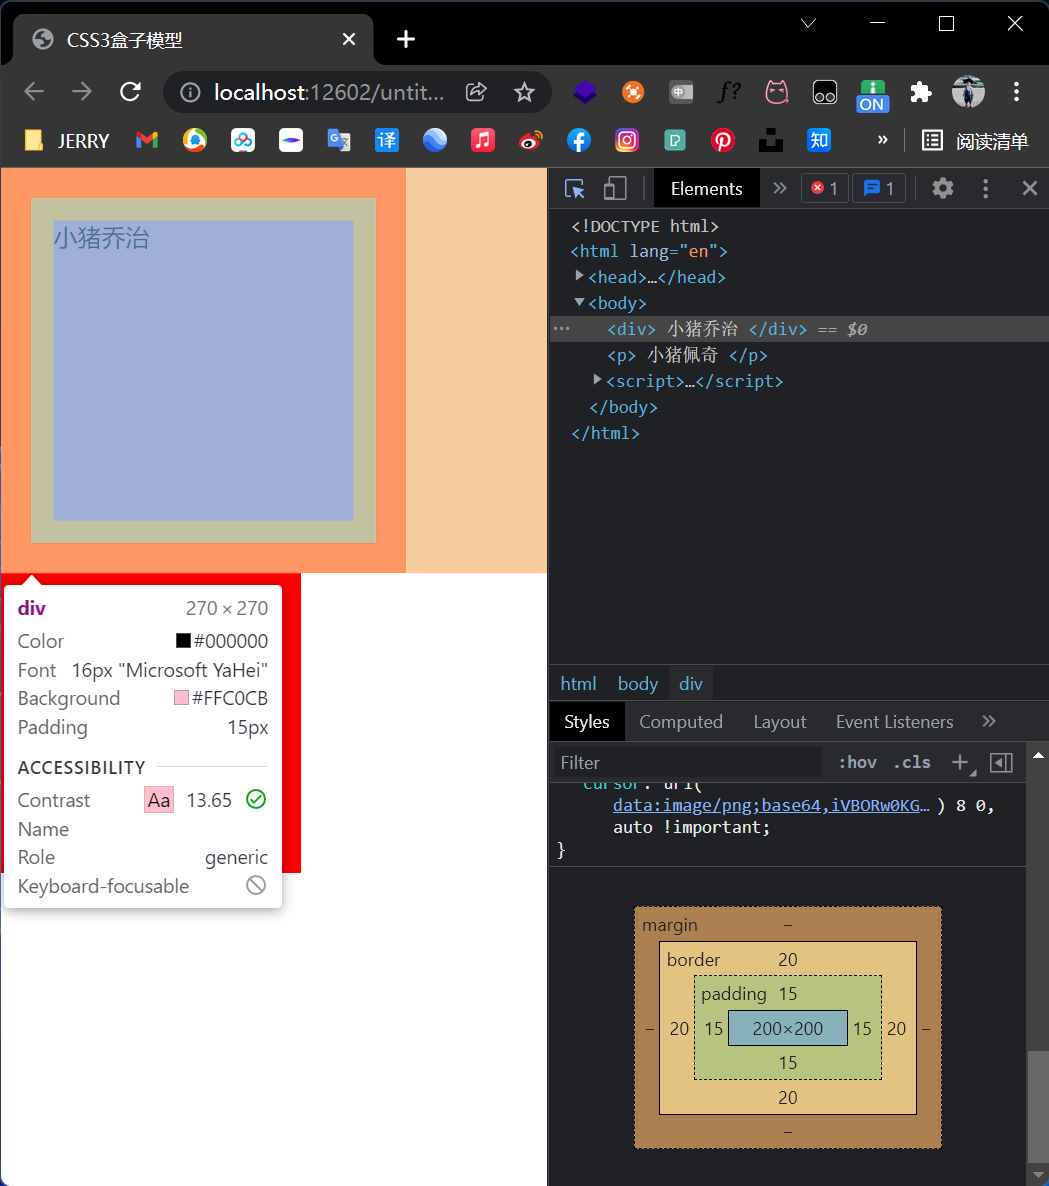 CSS3盒子模型
localhost:12602/untit...
f?
中
ON
JERRY
译
知
»
阅读清单
小猪乔治
Elements
»
1
1
<!DOCTYPE html>
<html lang="en">
<head>…</head>
<body>
··· <div> 小猪乔治 </div> == $0
<p> 小猪佩奇 </p>
<script>…</script>
</body>
</html>
div 270 × 270
Color #000000
Font 16px "Microsoft YaHei"
Background #FFC0CB
Padding 15px
ACCESSIBILITY
Contrast Aa 13.65
Name
Role generic
Keyboard-focusable
html body div
Styles Computed Layout Event Listeners »
Filter :hov .cls
cursor: url(
data:image/png;base64,iVBORw0KG… ) 8 0,
auto !important;
}
margin –
border 20
padding 15
– 20 15 200×200 15 20 –
15
20
–